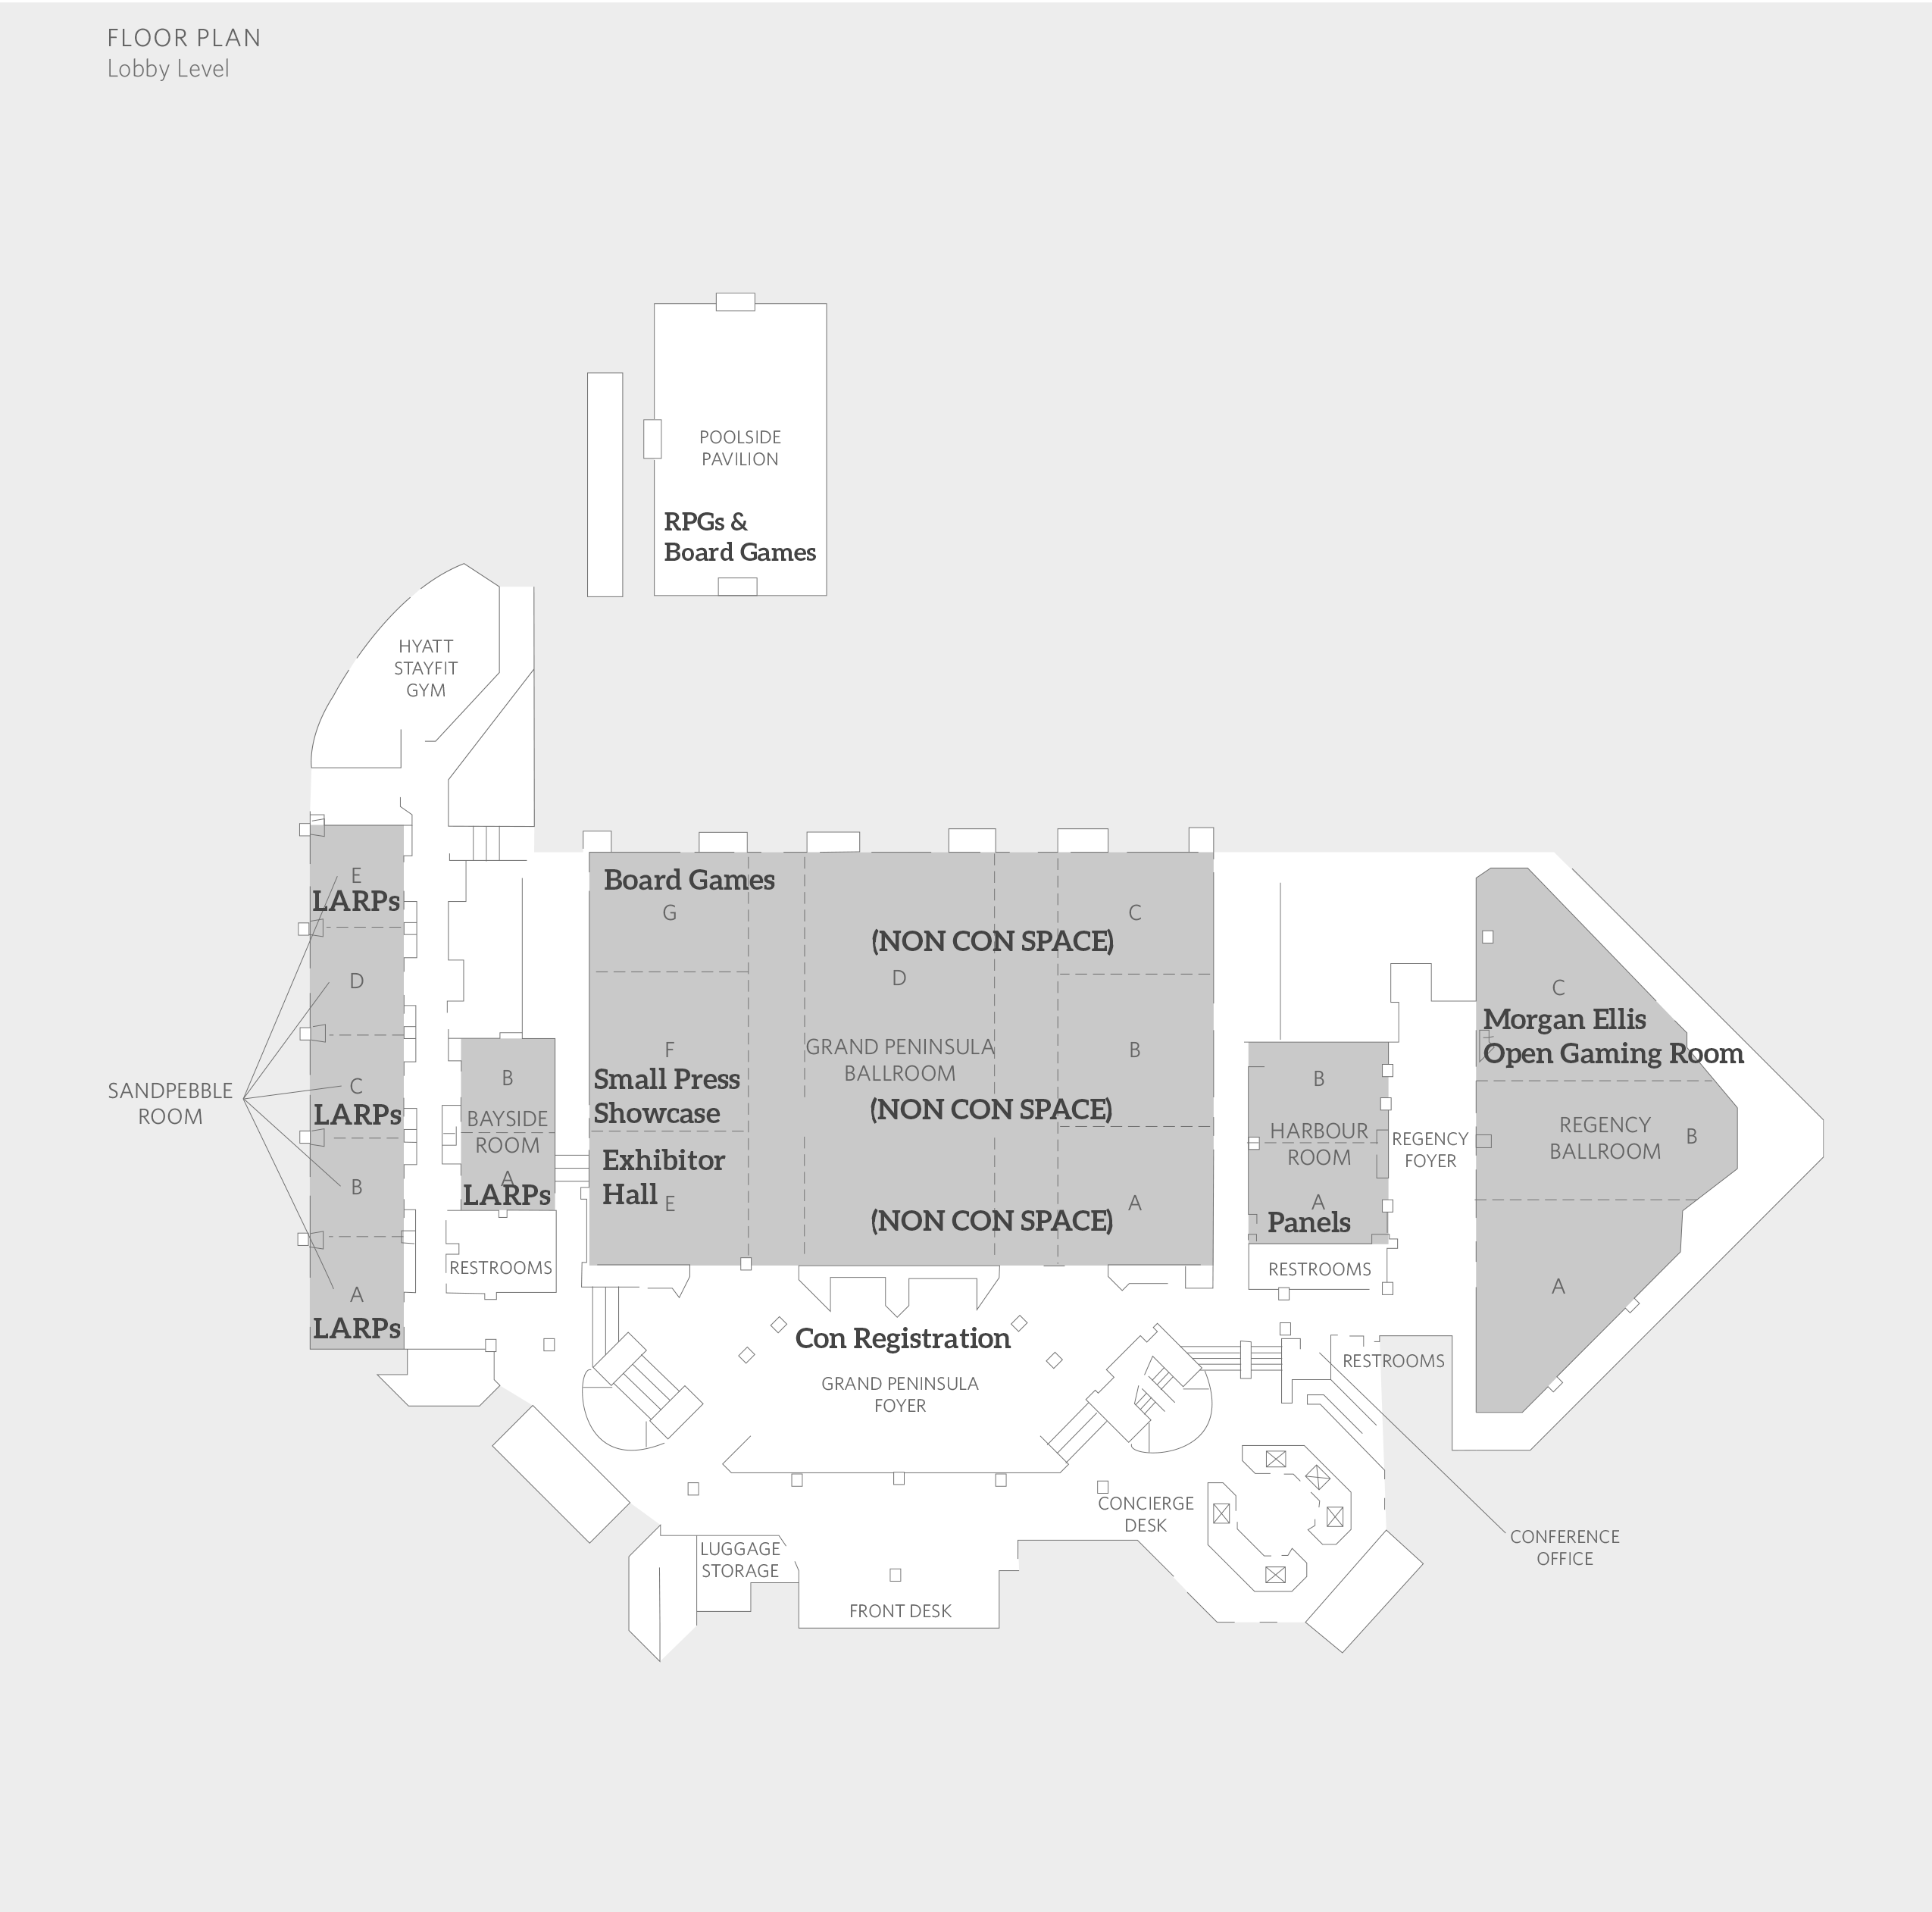 FLOOR PLAN
Lobby Level
POOLSIDE
PAVILION
RPGs &
Board Games
HYATT
STAYFIT
GYM
SANDPEBBLE
ROOM
E
LARPs
D
C
LARPs
B
A
LARPs
B
BAYSIDE
ROOM
A
LARPs
RESTROOMS
Board Games
G
F
Small Press
Showcase
Exhibitor
Hall
E
(NON CON SPACE)
D
GRAND PENINSULA
BALLROOM
(NON CON SPACE)
(NON CON SPACE)
C
B
A
B
HARBOUR
ROOM
A
Panels
RESTROOMS
REGENCY
FOYER
C
Morgan Ellis
Open Gaming Room
REGENCY
BALLROOM
B
A
Con Registration
GRAND PENINSULA
FOYER
RESTROOMS
CONCIERGE
DESK
CONFERENCE
OFFICE
LUGGAGE
STORAGE
FRONT DESK